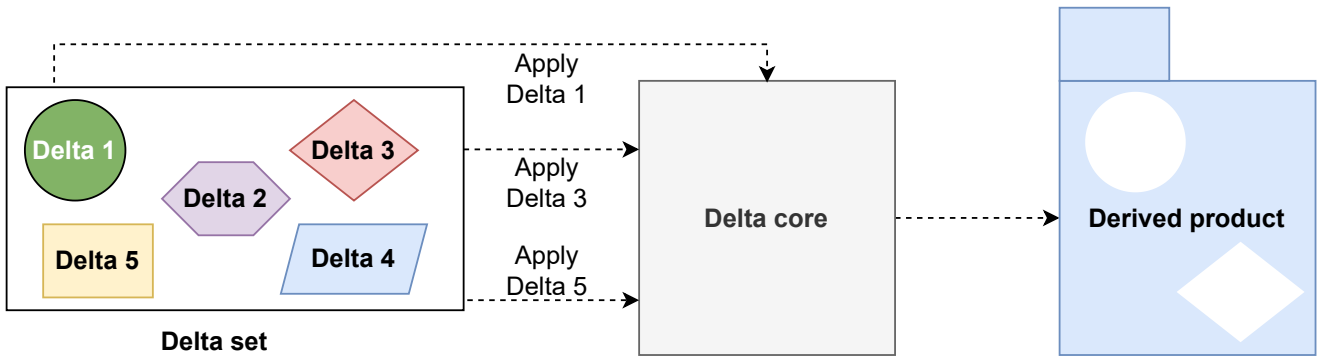 Apply
Delta 1
Delta 1
Delta 3
Delta 2
Apply
Delta 3
Delta core
Derived product
Delta 5
Delta 4
Apply
Delta 5
Delta set